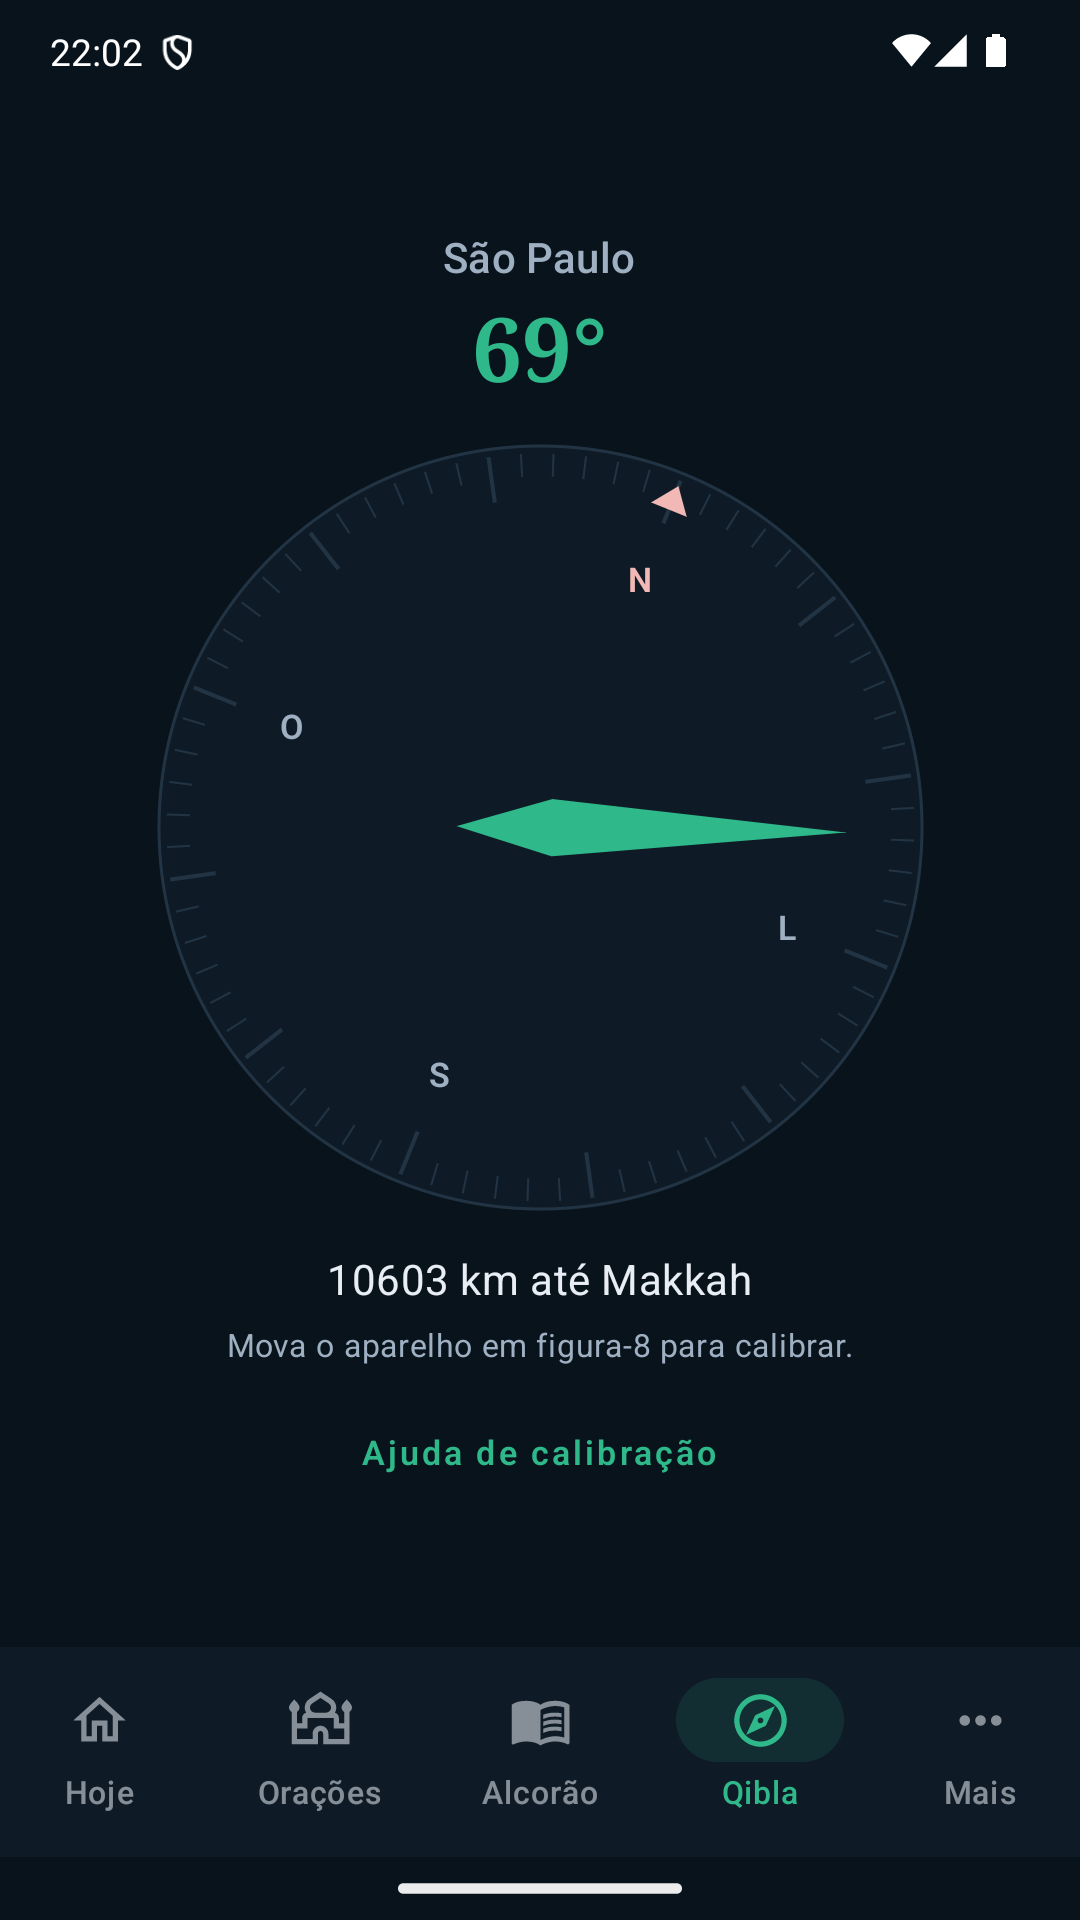 22:02
São Paulo
69°
N
O
L
S
10603 km até Makkah
Mova o aparelho em figura-8 para calibrar.
Ajuda de calibração
Hoje
Orações
Alcorão
Qibla
Mais